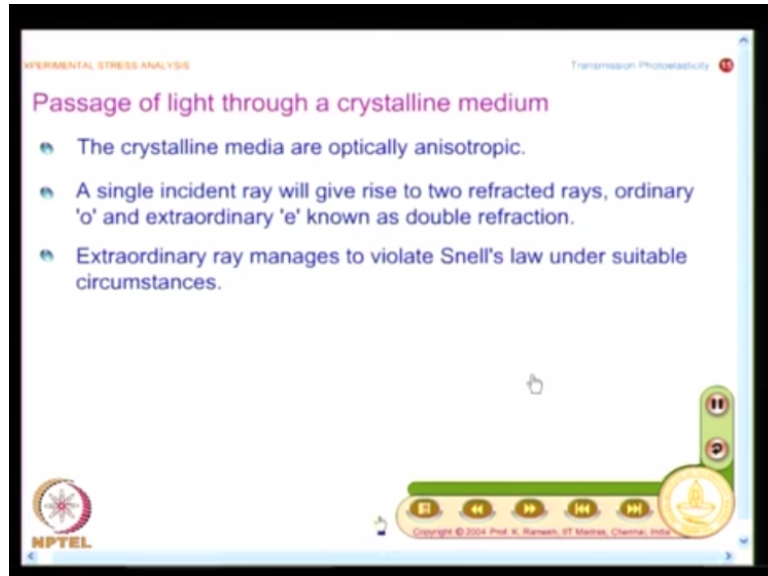 XPERIMENTAL STRESS ANALYSIS
Transmission Photoelasticity 15
Passage of light through a crystalline medium
The crystalline media are optically anisotropic.
A single incident ray will give rise to two refracted rays, ordinary
'o' and extraordinary 'e' known as double refraction.
Extraordinary ray manages to violate Snell's law under suitable
circumstances.
NPTEL
Copyright © 2004 Prof. K. Ramesh, IIT Madras, Chennai, India